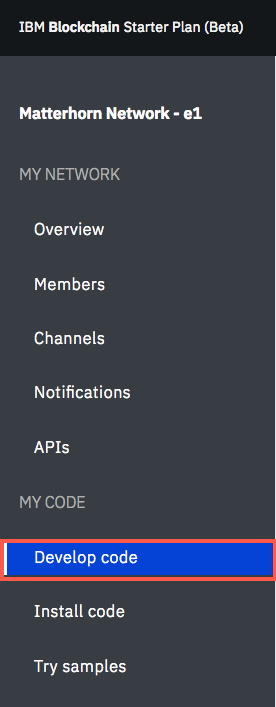 IBM Blockchain Starter Plan (Beta)
Matterhorn Network - e1
MY NETWORK
Overview
Members
Channels
Notifications
APIs
MY CODE
Develop code
Install code
Try samples